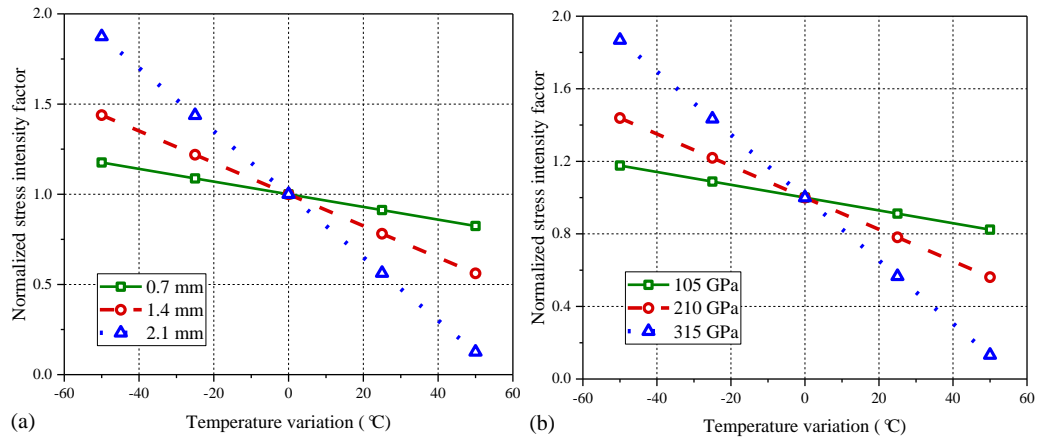 Normalized stress intensity factor
2.0
1.5
1.0
0.5
0.0
0.7 mm
1.4 mm
2.1 mm
-60 -40 -20 0 20 40 60
Temperature variation ( °C)
(a)
Normalized stress intensity factor
2.0
1.6
1.2
0.8
0.4
0.0
105 GPa
210 GPa
315 GPa
-60 -40 -20 0 20 40 60
Temperature variation ( °C)
(b)